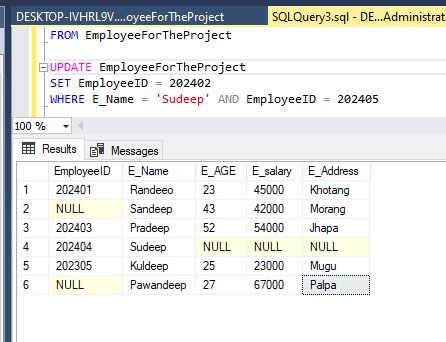 DESKTOP-IVHRL9V....oyeeForTheProject SQLQuery3.sql - DE...Administrat
FROM EmployeeForTheProject
UPDATE EmployeeForTheProject
SET EmployeeID = 202402
WHERE E_Name = 'Sudeep' AND EmployeeID = 202405
100 %
Results Messages
EmployeeID E_Name E_AGE E_salary E_Address
1 202401 Randeeo 23 45000 Khotang
2 NULL Sandeep 43 42000 Morang
3 202403 Pradeep 52 54000 Jhapa
4 202404 Sudeep NULL NULL NULL
5 202305 Kuldeep 25 23000 Mugu
6 NULL Pawandeep 27 67000 Palpa